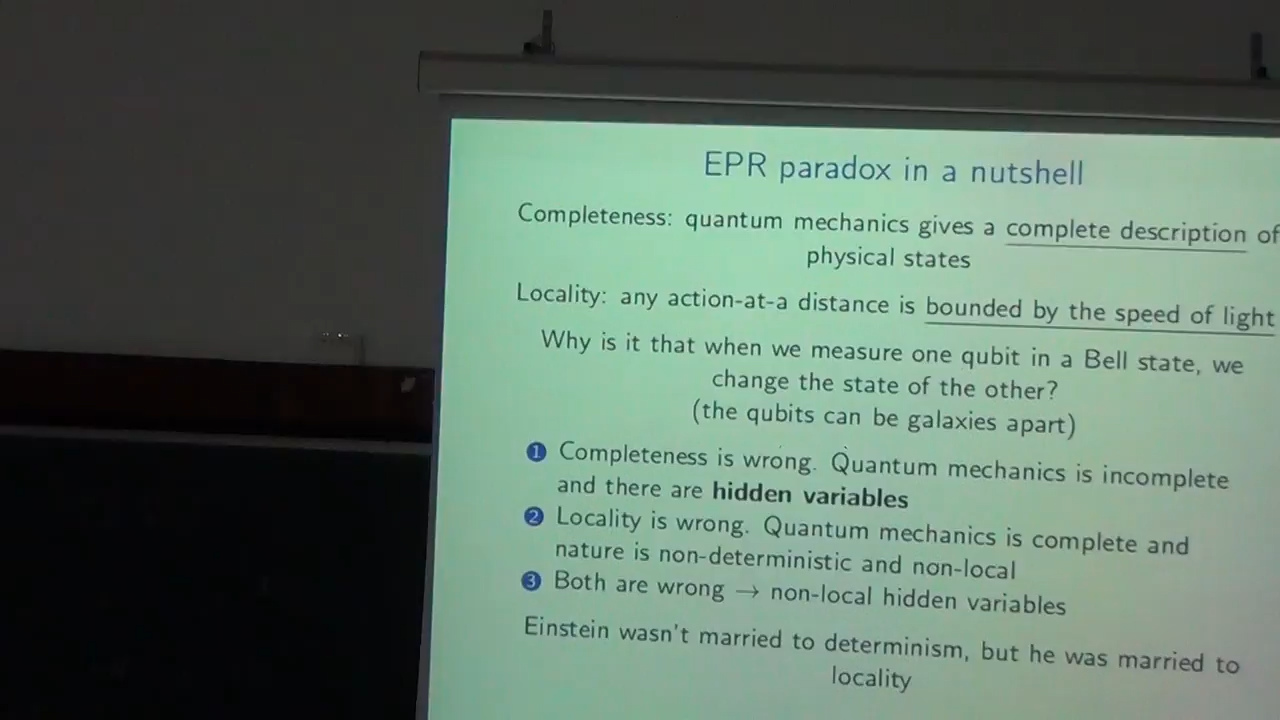 EPR paradox in a nutshell
Completeness: quantum mechanics gives a complete description of
physical states
Locality: any action-at-a distance is bounded by the speed of light
Why is it that when we measure one qubit in a Bell state, we
change the state of the other?
(the qubits can be galaxies apart)
1 Completeness is wrong. Quantum mechanics is incomplete
and there are hidden variables
2 Locality is wrong. Quantum mechanics is complete and
nature is non-deterministic and non-local
3 Both are wrong → non-local hidden variables
Einstein wasn't married to determinism, but he was married to
locality